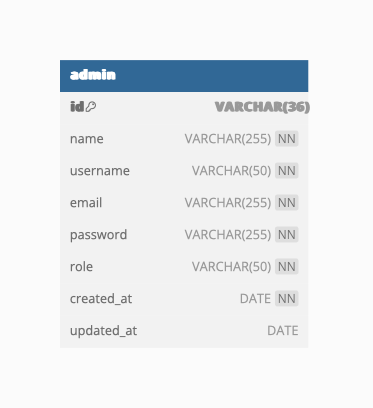 admin
id VARCHAR(36)
name VARCHAR(255) NN
username VARCHAR(50) NN
email VARCHAR(255) NN
password VARCHAR(255) NN
role VARCHAR(50) NN
created_at DATE NN
updated_at DATE